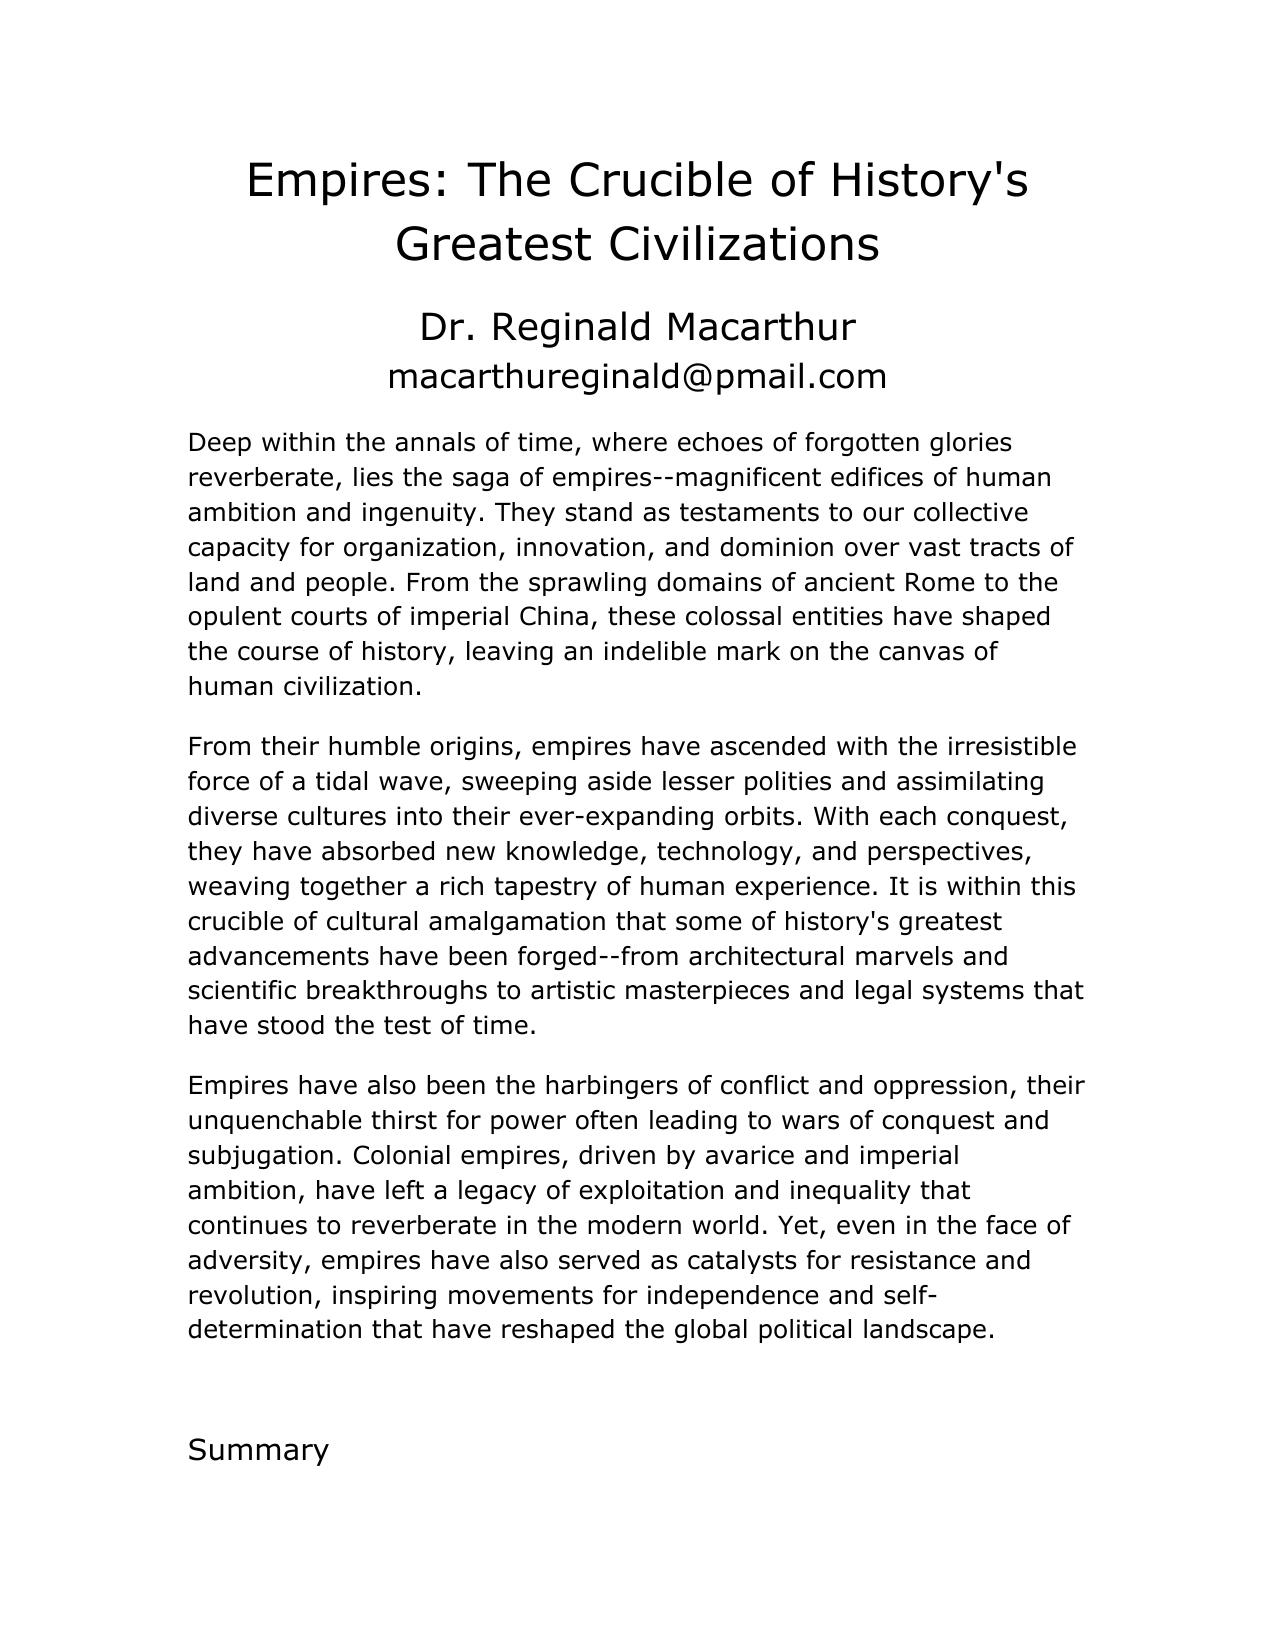 Empires: The Crucible of History's
Greatest Civilizations
Dr. Reginald Macarthur
macarthureginald@pmail.com
Deep within the annals of time, where echoes of forgotten glories
reverberate, lies the saga of empires--magnificent edifices of human
ambition and ingenuity. They stand as testaments to our collective
capacity for organization, innovation, and dominion over vast tracts of
land and people. From the sprawling domains of ancient Rome to the
opulent courts of imperial China, these colossal entities have shaped
the course of history, leaving an indelible mark on the canvas of
human civilization.
From their humble origins, empires have ascended with the irresistible
force of a tidal wave, sweeping aside lesser polities and assimilating
diverse cultures into their ever-expanding orbits. With each conquest,
they have absorbed new knowledge, technology, and perspectives,
weaving together a rich tapestry of human experience. It is within this
crucible of cultural amalgamation that some of history's greatest
advancements have been forged--from architectural marvels and
scientific breakthroughs to artistic masterpieces and legal systems that
have stood the test of time.
Empires have also been the harbingers of conflict and oppression, their
unquenchable thirst for power often leading to wars of conquest and
subjugation. Colonial empires, driven by avarice and imperial
ambition, have left a legacy of exploitation and inequality that
continues to reverberate in the modern world. Yet, even in the face of
adversity, empires have also served as catalysts for resistance and
revolution, inspiring movements for independence and self-
determination that have reshaped the global political landscape.
Summary